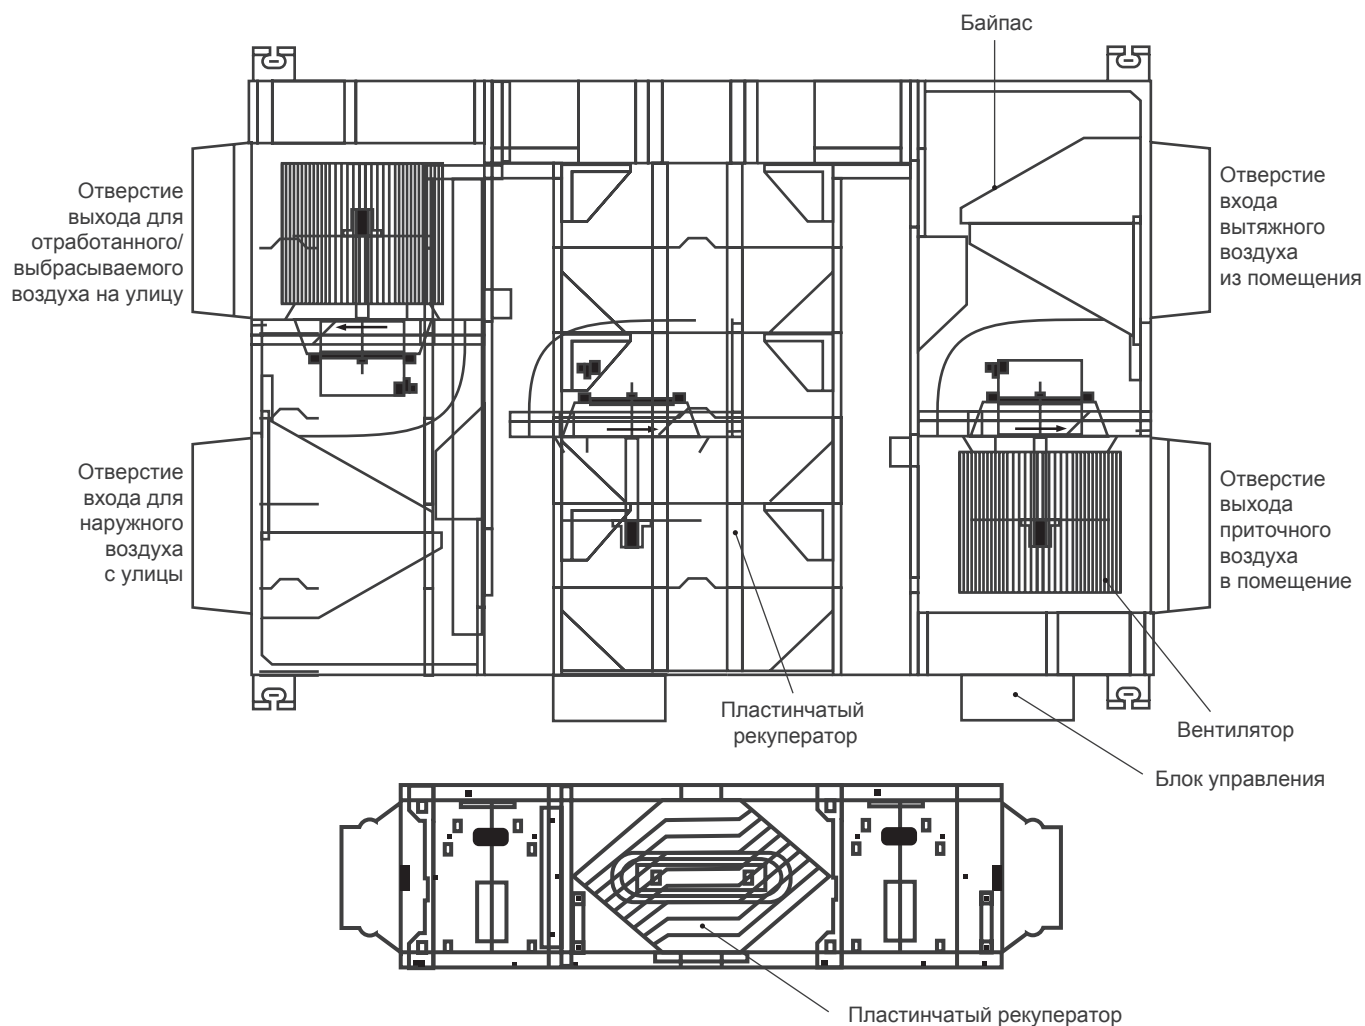 Байпас
Отверстие
выхода для
отработанного/
выбрасываемого
воздуха на улицу
Отверстие
входа
вытяжного
воздуха
из помещения
Отверстие
входа для
наружного
воздуха
с улицы
Отверстие
выхода
приточного
воздуха
в помещение
Пластинчатый
рекуператор
Вентилятор
Блок управления
Пластинчатый рекуператор